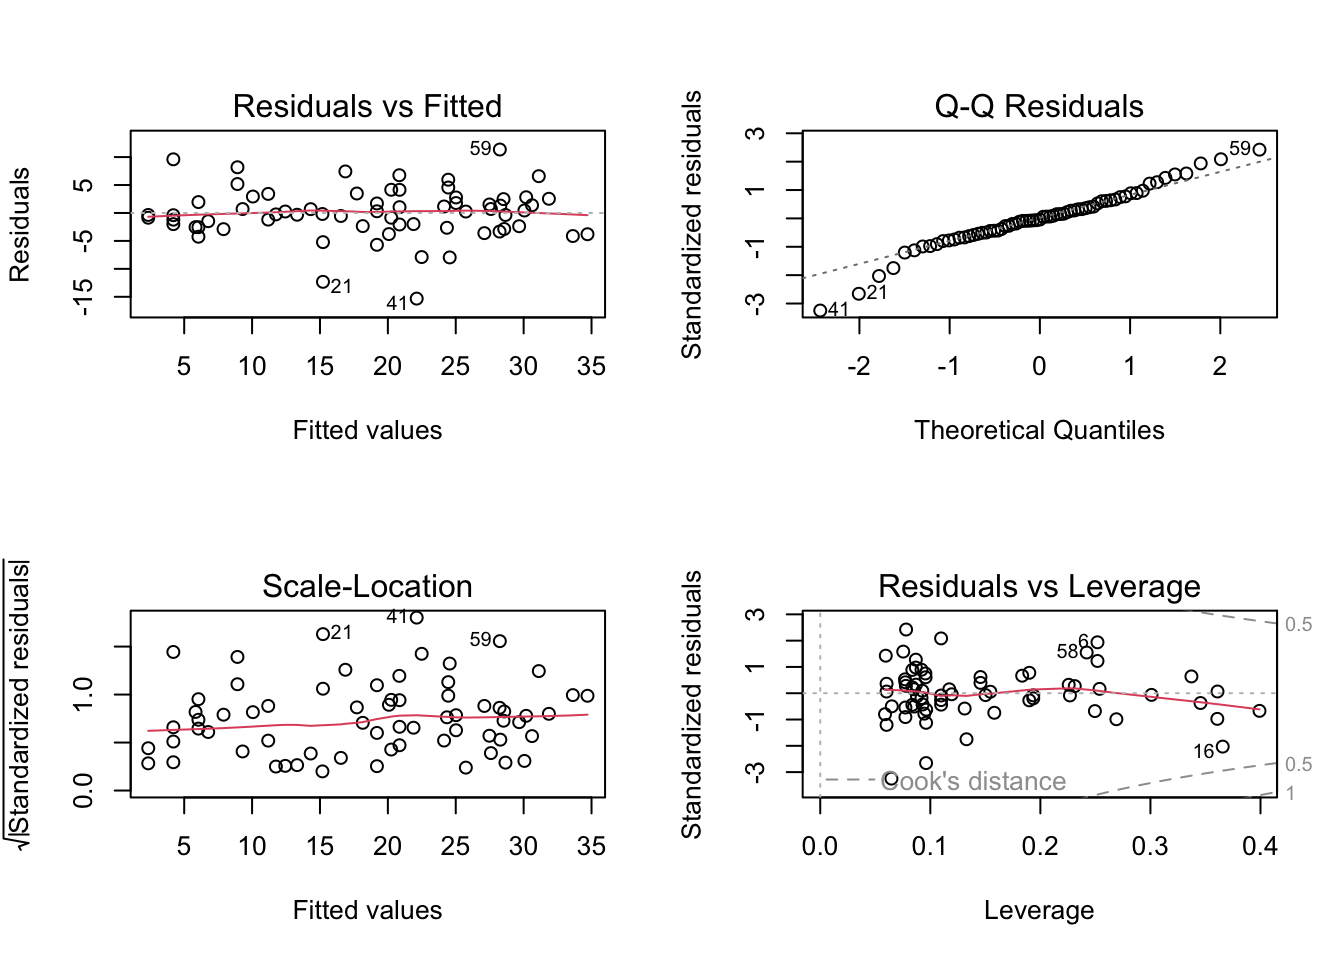 Residuals vs Fitted
Residuals
5
-5
-15
59
21
41
5 10 15 20 25 30 35
Fitted values
Q-Q Residuals
Standardized residuals
3
1
-1
-3
59
21
41
-2 -1 0 1 2
Theoretical Quantiles
Scale-Location
√|Standardized residuals|
1.0
0.0
41
21
59
5 10 15 20 25 30 35
Fitted values
Residuals vs Leverage
Standardized residuals
3
1
-1
-3
6
58
16
Cook's distance
0.5
0.5
1
0.0 0.1 0.2 0.3 0.4
Leverage